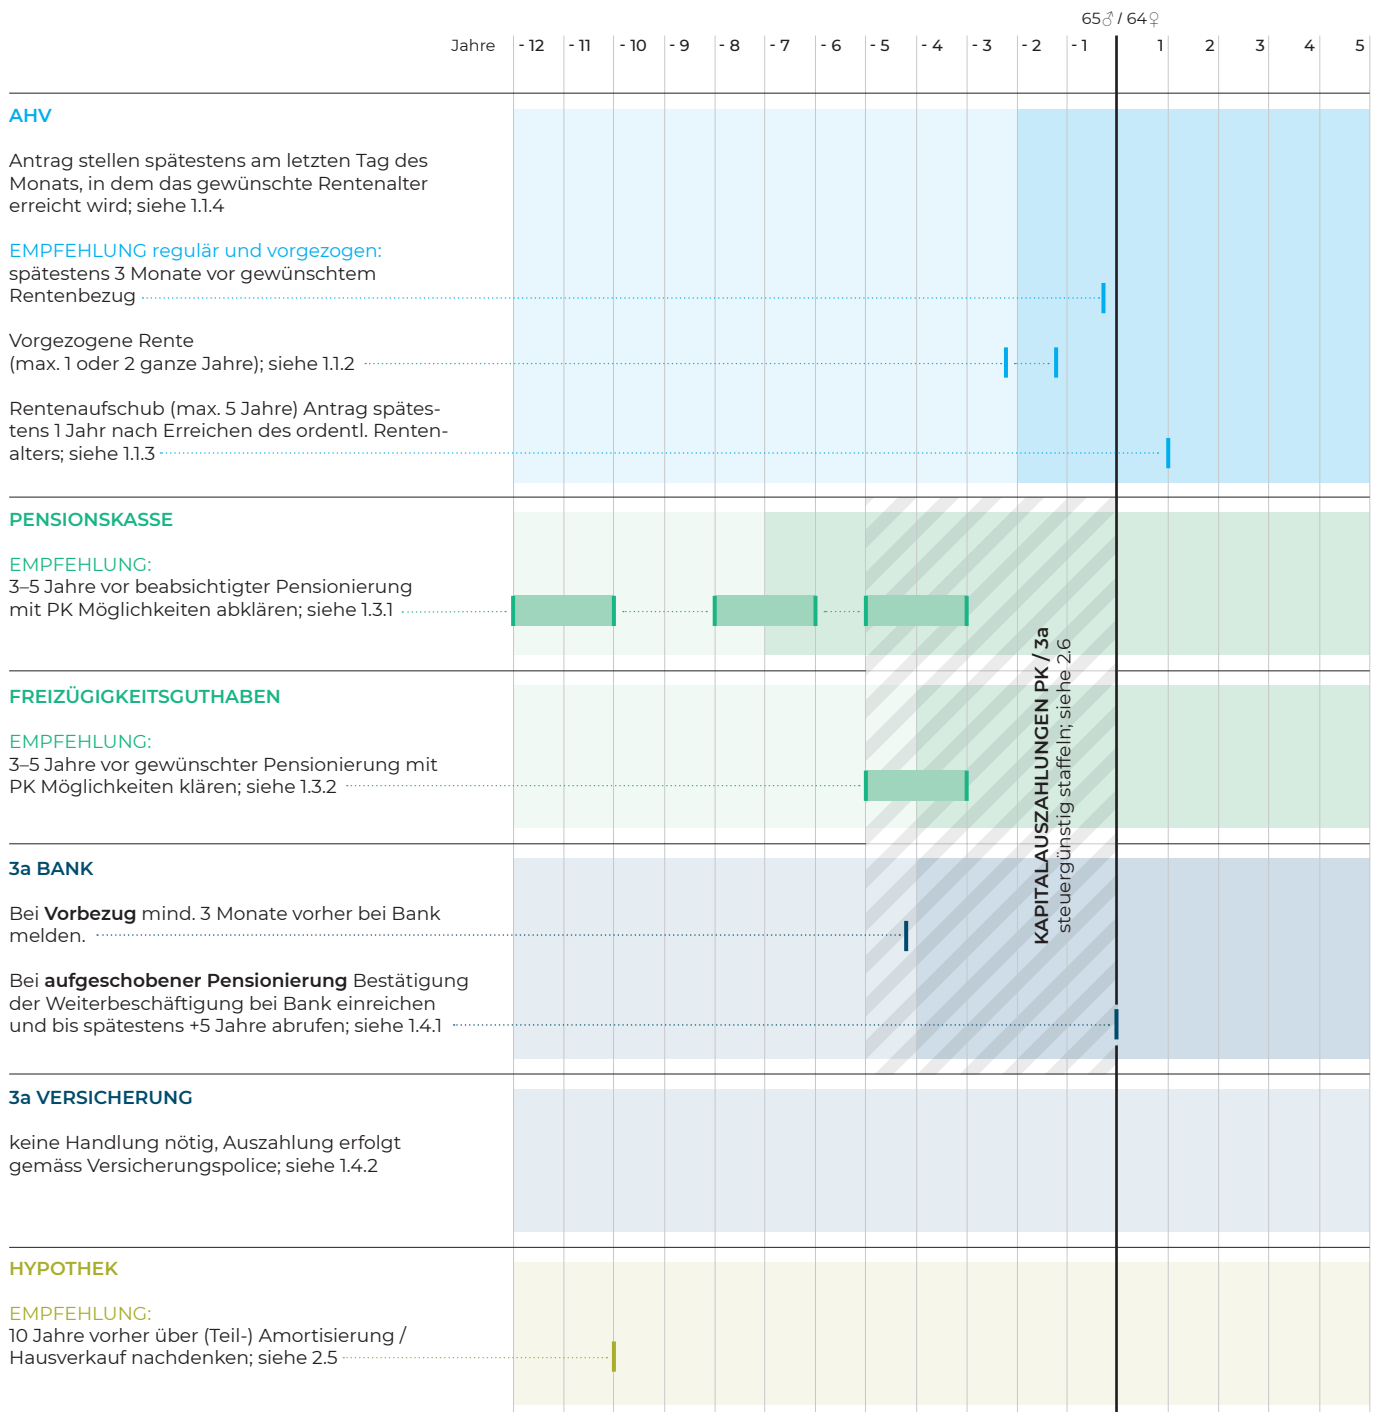 65♂ / 64♀
Jahre - 12 - 11 - 10 - 9 - 8 - 7 - 6 - 5 - 4 - 3 - 2 - 1 1 2 3 4 5
AHV
Antrag stellen spätestens am letzten Tag des
Monats, in dem das gewünschte Rentenalter
erreicht wird; siehe 1.1.4
EMPFEHLUNG regulär und vorgezogen:
spätestens 3 Monate vor gewünschtem
Rentenbezug
Vorgezogene Rente
(max. 1 oder 2 ganze Jahre); siehe 1.1.2
Rentenaufschub (max. 5 Jahre) Antrag spätes-
tens 1 Jahr nach Erreichen des ordentl. Renten-
alters; siehe 1.1.3
PENSIONSKASSE
EMPFEHLUNG:
3–5 Jahre vor beabsichtigter Pensionierung
mit PK Möglichkeiten abklären; siehe 1.3.1
FREIZÜGIGKEITSGUTHABEN
EMPFEHLUNG:
3–5 Jahre vor gewünschter Pensionierung mit
PK Möglichkeiten klären; siehe 1.3.2
KAPITALAUSZAHLUNGEN PK / 3a
steuergünstig staffeln; siehe 2.6
3a BANK
Bei Vorbezug mind. 3 Monate vorher bei Bank
melden.
Bei aufgeschobener Pensionierung Bestätigung
der Weiterbeschäftigung bei Bank einreichen
und bis spätestens +5 Jahre abrufen; siehe 1.4.1
3a VERSICHERUNG
keine Handlung nötig, Auszahlung erfolgt
gemäss Versicherungspolice; siehe 1.4.2
HYPOTHEK
EMPFEHLUNG:
10 Jahre vorher über (Teil-) Amortisierung /
Hausverkauf nachdenken; siehe 2.5